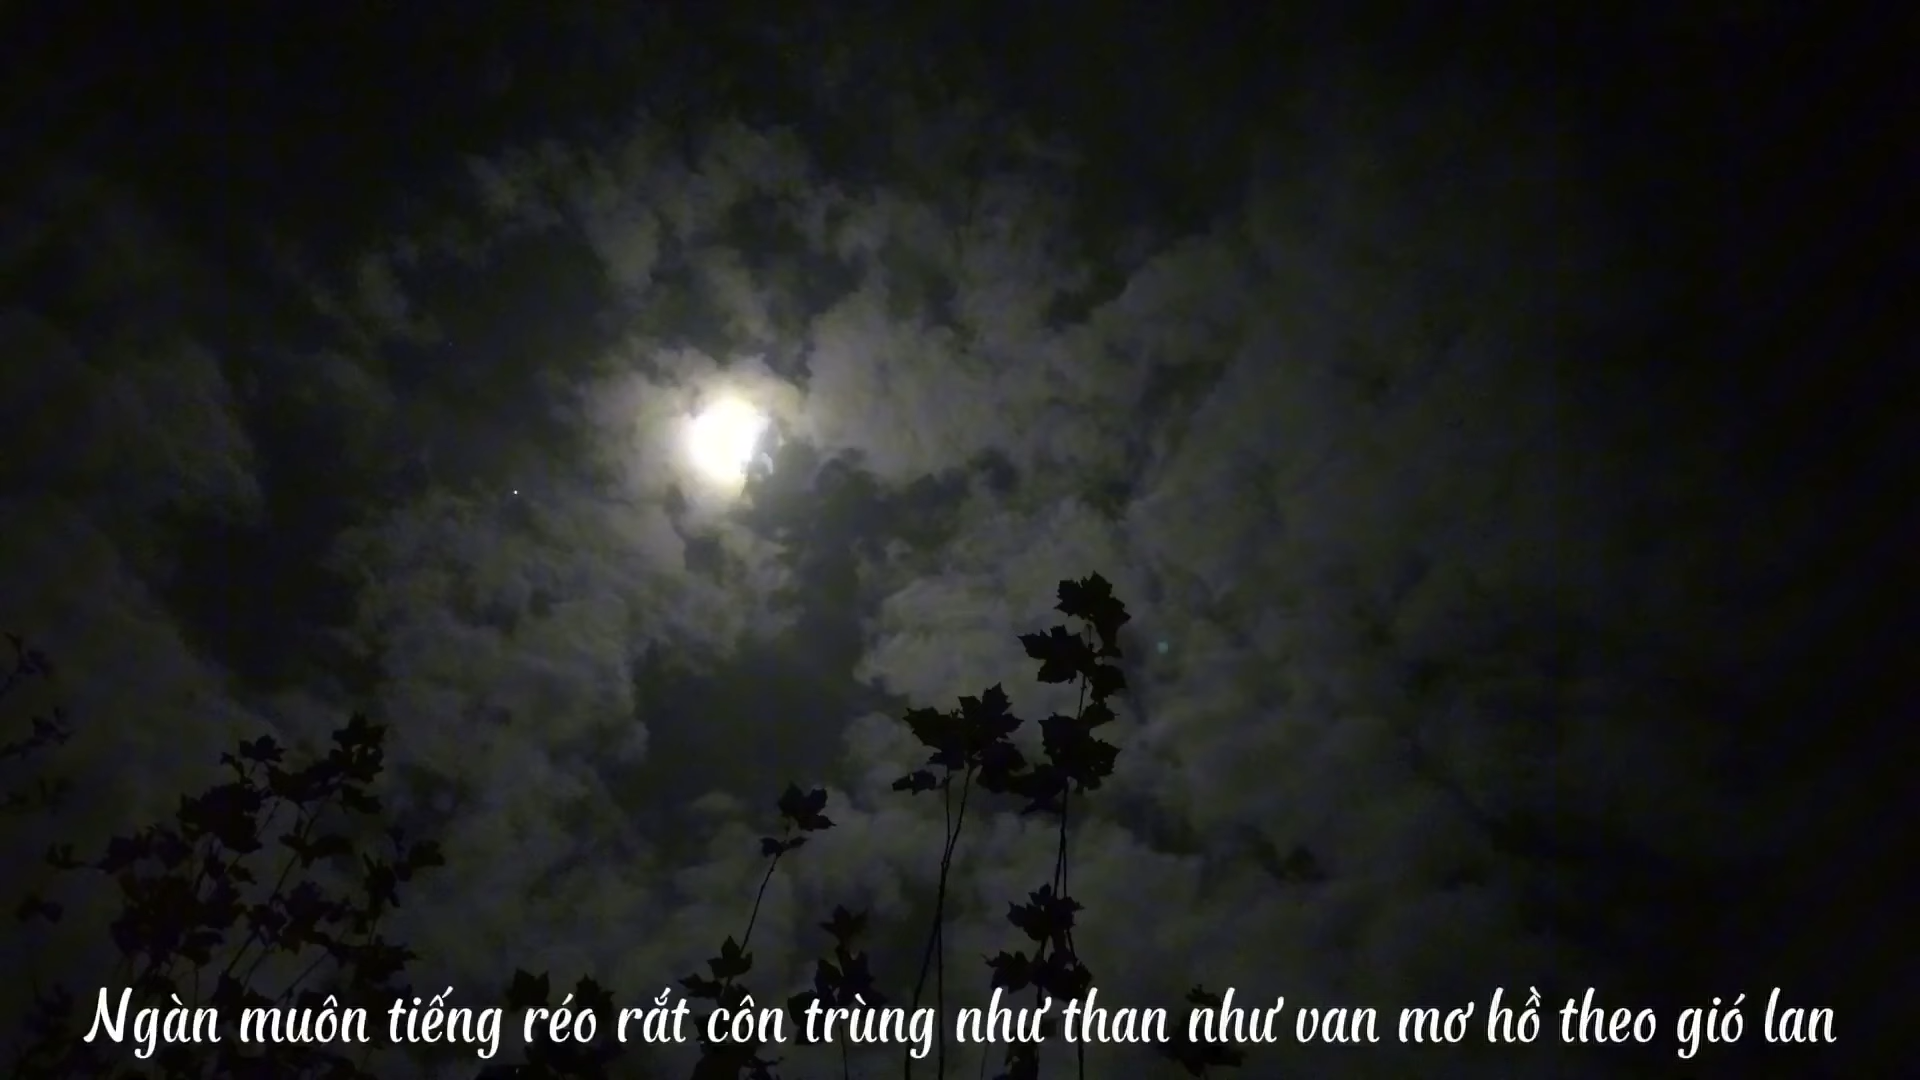 Ngàn muôn tiếng réo rắt côn trùng như than như van mơ hồ theo gió lan